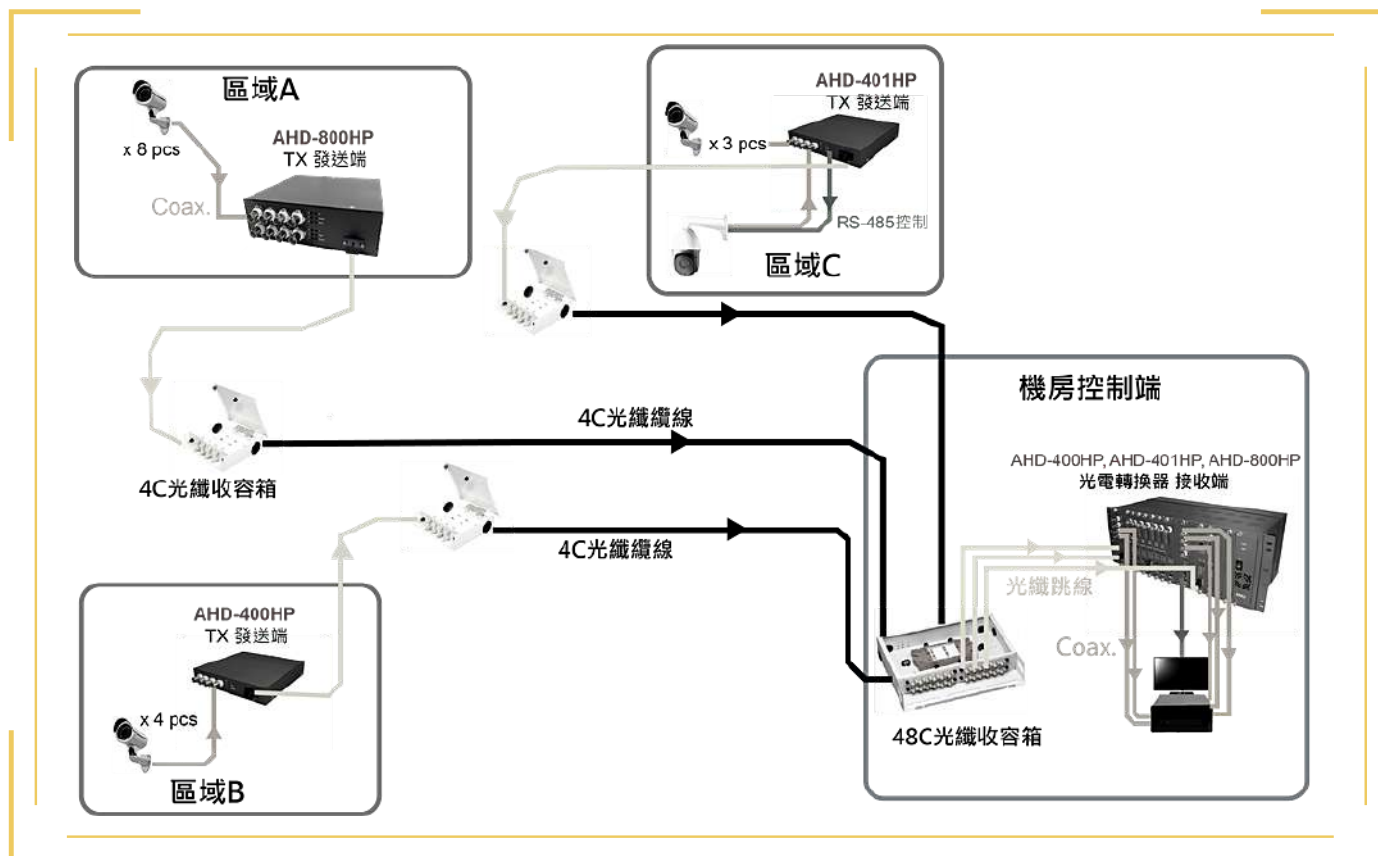 區域A
x 8 pcs
AHD-800HP
TX 發送端
Coax.
AHD-401HP
TX 發送端
x 3 pcs
RS-485控制
區域C
4C光纖收容箱
4C光纖纜線
4C光纖纜線
AHD-400HP
TX 發送端
x 4 pcs
區域B
機房控制端
AHD-400HP, AHD-401HP, AHD-800HP
光電轉換器 接收端
光纖跳線
Coax.
48C光纖收容箱